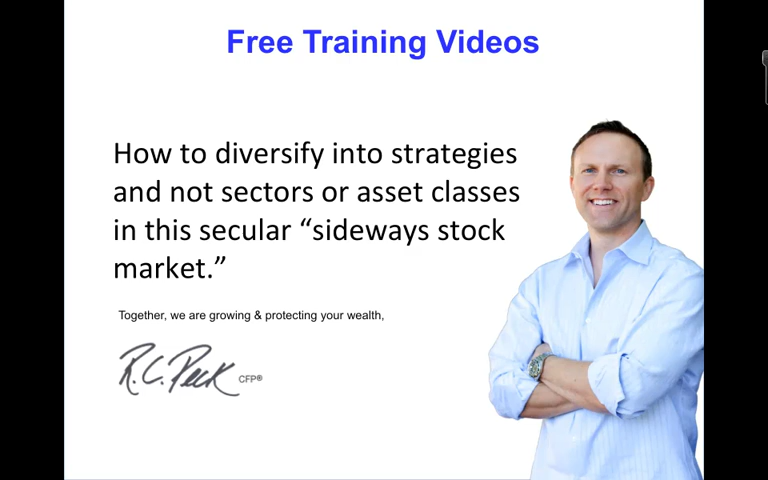 Free Training Videos
How to diversify into strategies
and not sectors or asset classes
in this secular “sideways stock
market.”
Together, we are growing & protecting your wealth,
R.C. Peck CFP®